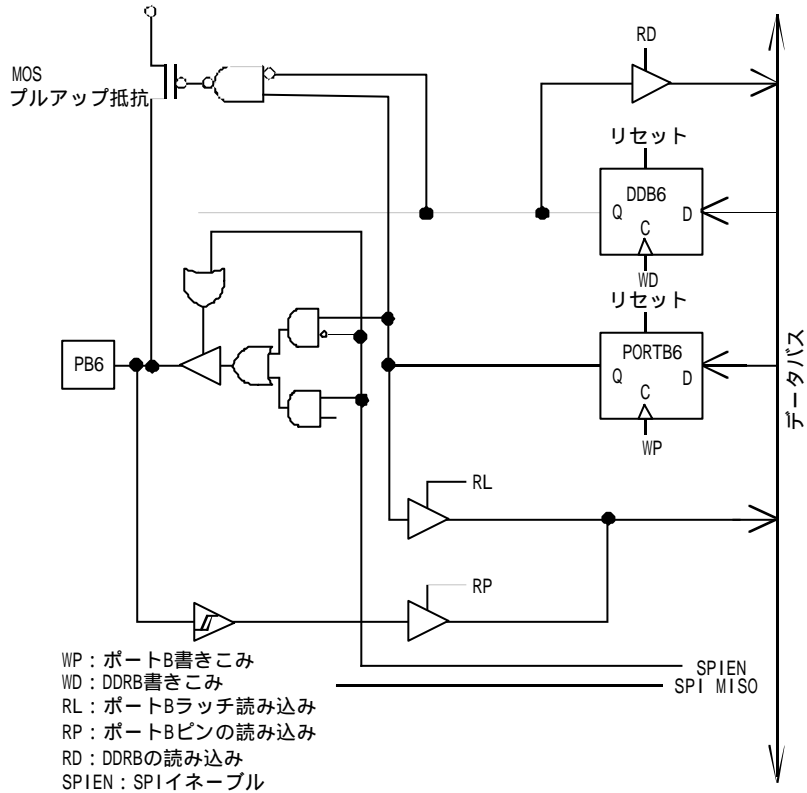 RD
MOS
プルアップ抵抗
リセット
DDB6
Q
D
C
WD
リセット
PORTB6
Q
D
C
WP
PB6
データバス
RL
RP
SPIEN
SPI MISO
WP：ポートB書きこみ
WD：DDRB書きこみ
RL：ポートBラッチ読み込み
RP：ポートBピンの読み込み
RD：DDRBの読み込み
SPIEN：SPIイネーブル